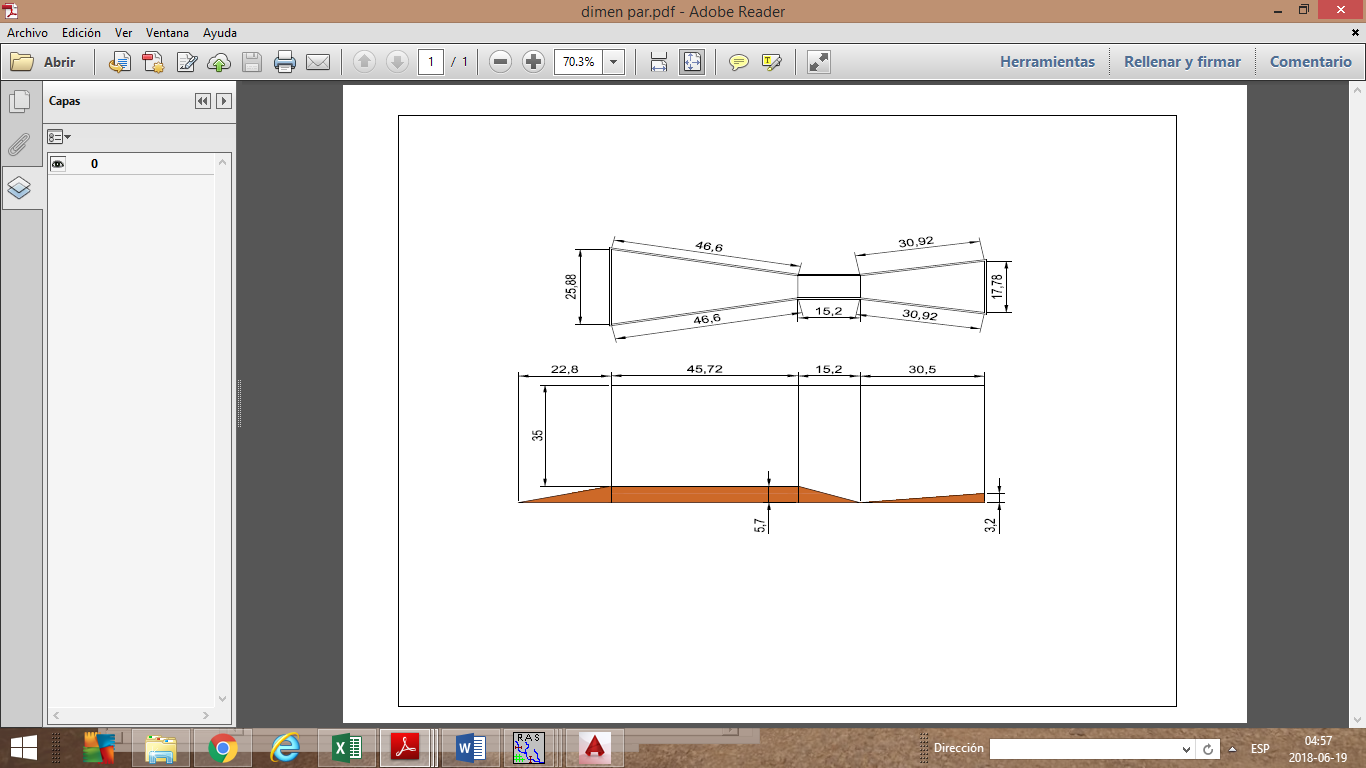 dimen par.pdf - Adobe Reader
Archivo Edición Ver Ventana Ayuda
Abrir 1 / 1 70.3% Herramientas Rellenar y firmar Comentario
Capas
0
46,6 30,92
25,88 17,78
46,6 15,2 30,92
22,8 45,72 15,2 30,5
35
5,7 3,2
RAS
Dirección ESP
04:57
2018-06-19